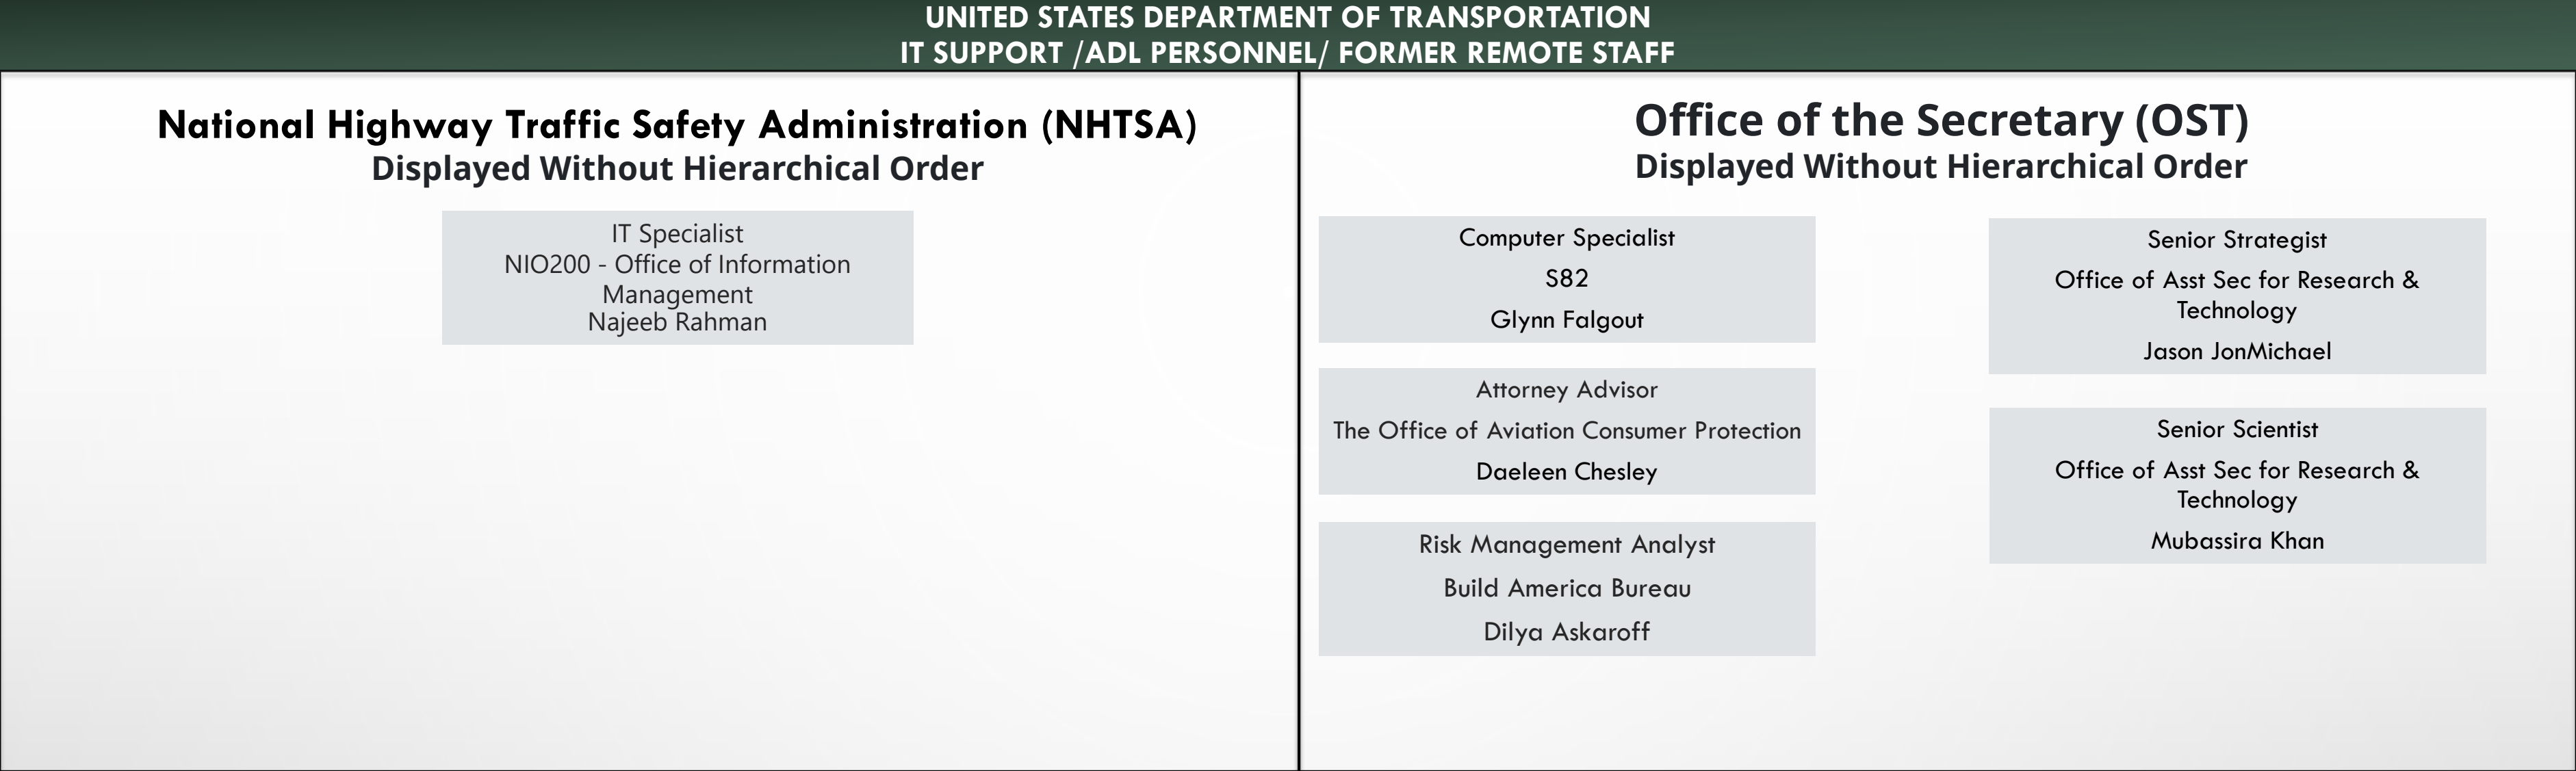 UNITED STATES DEPARTMENT OF TRANSPORTATION
IT SUPPORT /ADL PERSONNEL/ FORMER REMOTE STAFF
National Highway Traffic Safety Administration (NHTSA)
Displayed Without Hierarchical Order
IT Specialist
NIO200 - Office of Information
Management
Najeeb Rahman
Office of the Secretary (OST)
Displayed Without Hierarchical Order
Computer Specialist
S82
Glynn Falgout
Attorney Advisor
The Office of Aviation Consumer Protection
Daeleen Chesley
Risk Management Analyst
Build America Bureau
Dilya Askaroff
Senior Strategist
Office of Asst Sec for Research &
Technology
Jason JonMichael
Senior Scientist
Office of Asst Sec for Research &
Technology
Mubassira Khan